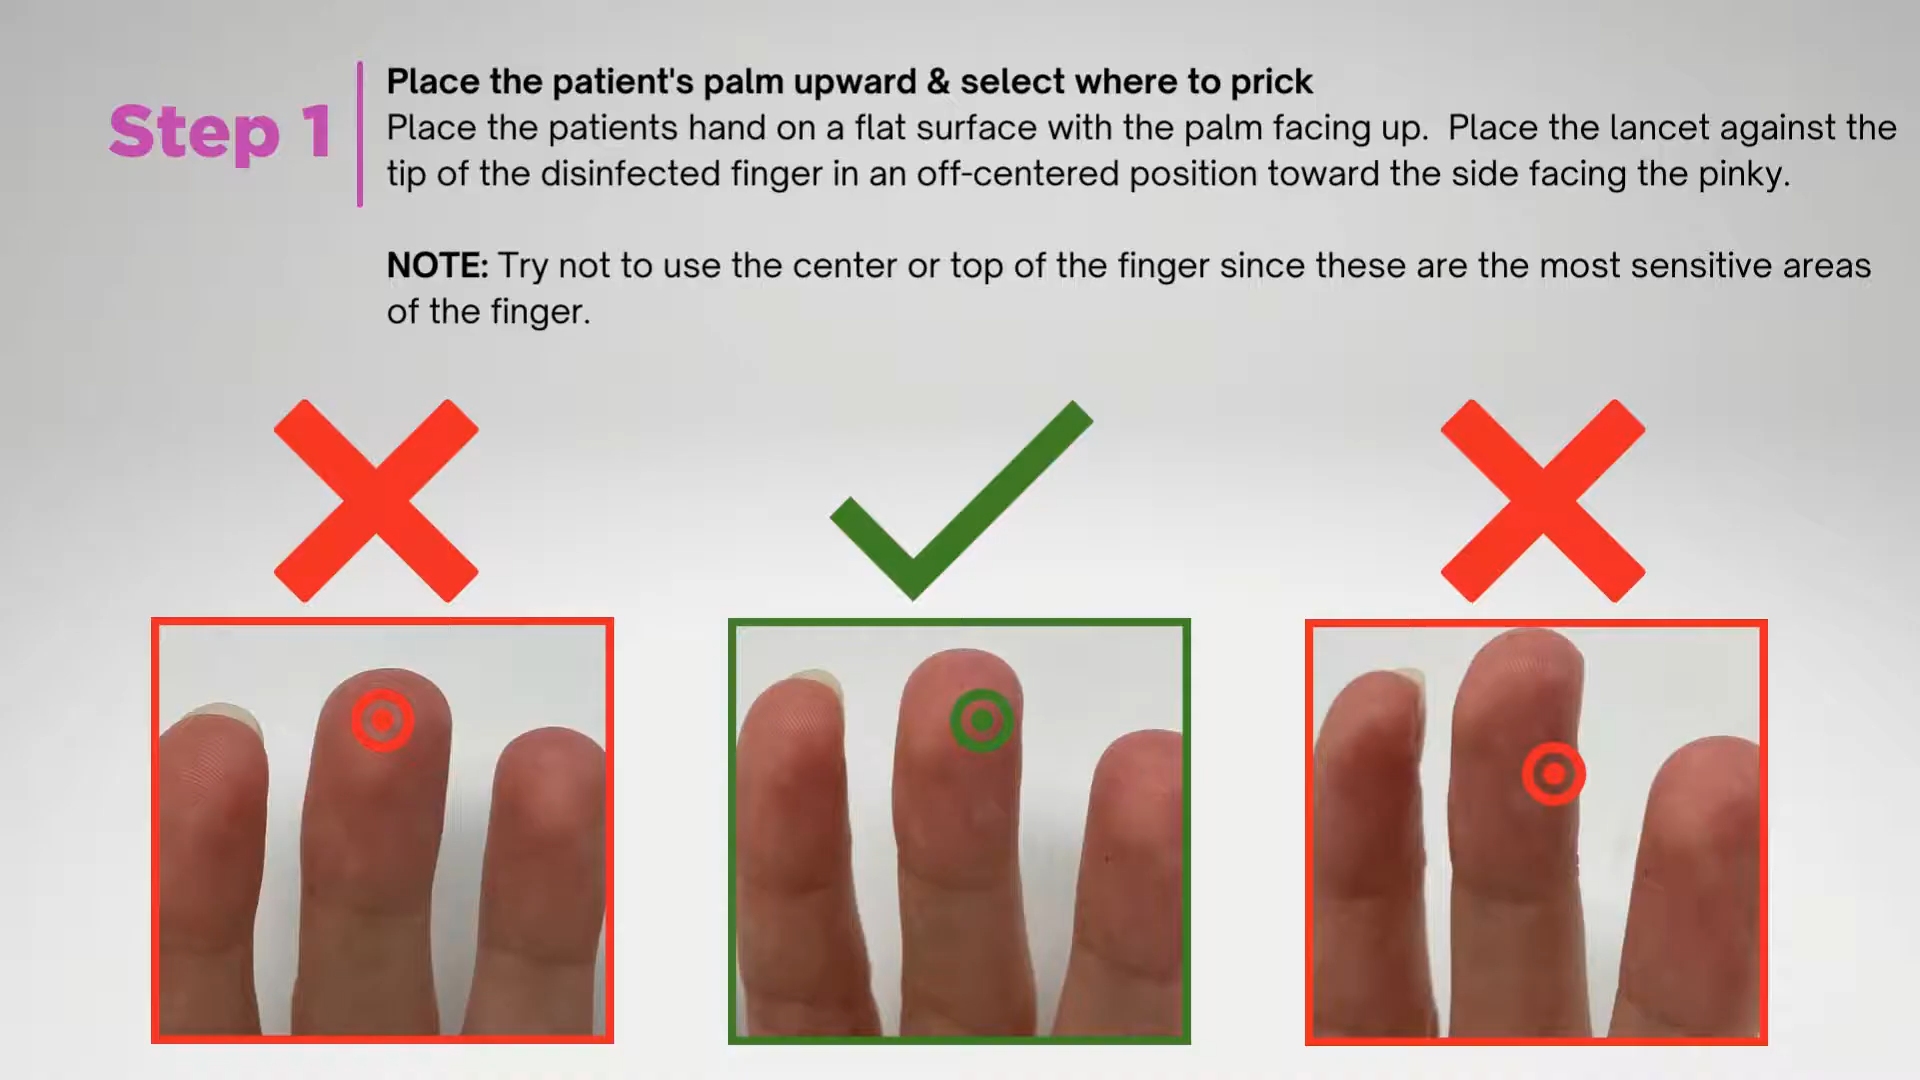 Step 1
Place the patient's palm upward & select where to prick
Place the patients hand on a flat surface with the palm facing up. Place the lancet against the
tip of the disinfected finger in an off-centered position toward the side facing the pinky.
NOTE: Try not to use the center or top of the finger since these are the most sensitive areas
of the finger.